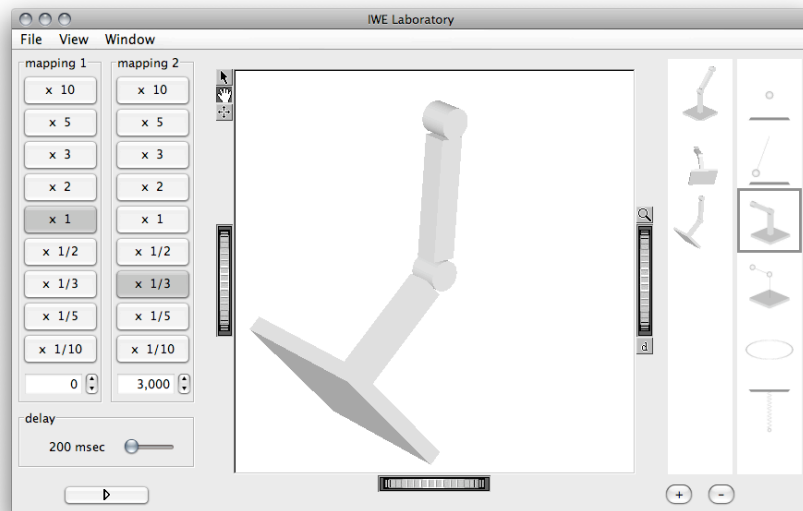 IWE Laboratory
File View Window
mapping 1 mapping 2
x 10 x 10
x 5 x 5
x 3 x 3
x 2 x 2
x 1 x 1
x 1/2 x 1/2
x 1/3 x 1/3
x 1/5 x 1/5
x 1/10 x 1/10
0 3,000
d
delay
200 msec
+ -